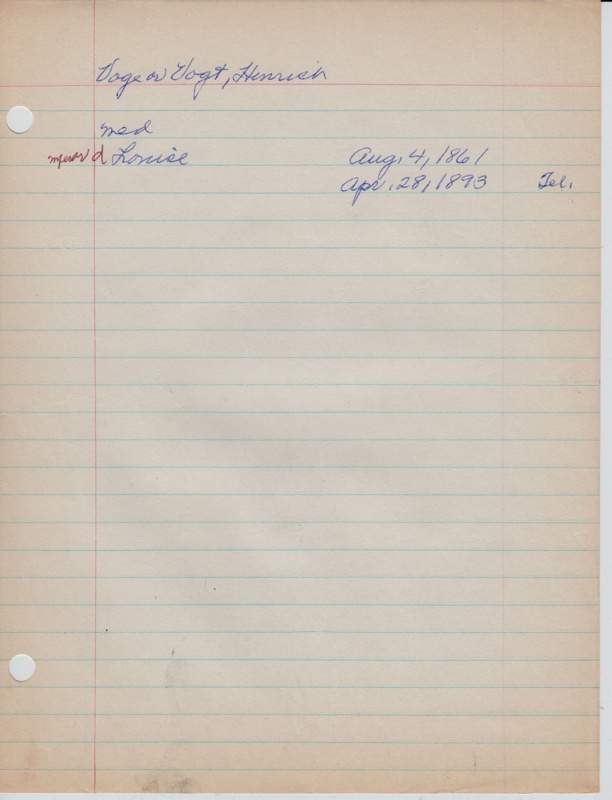 Voge or Vogt, Henrich
med
d Louise Aug. 4, 1861
Apr. 28, 1893 Tel.